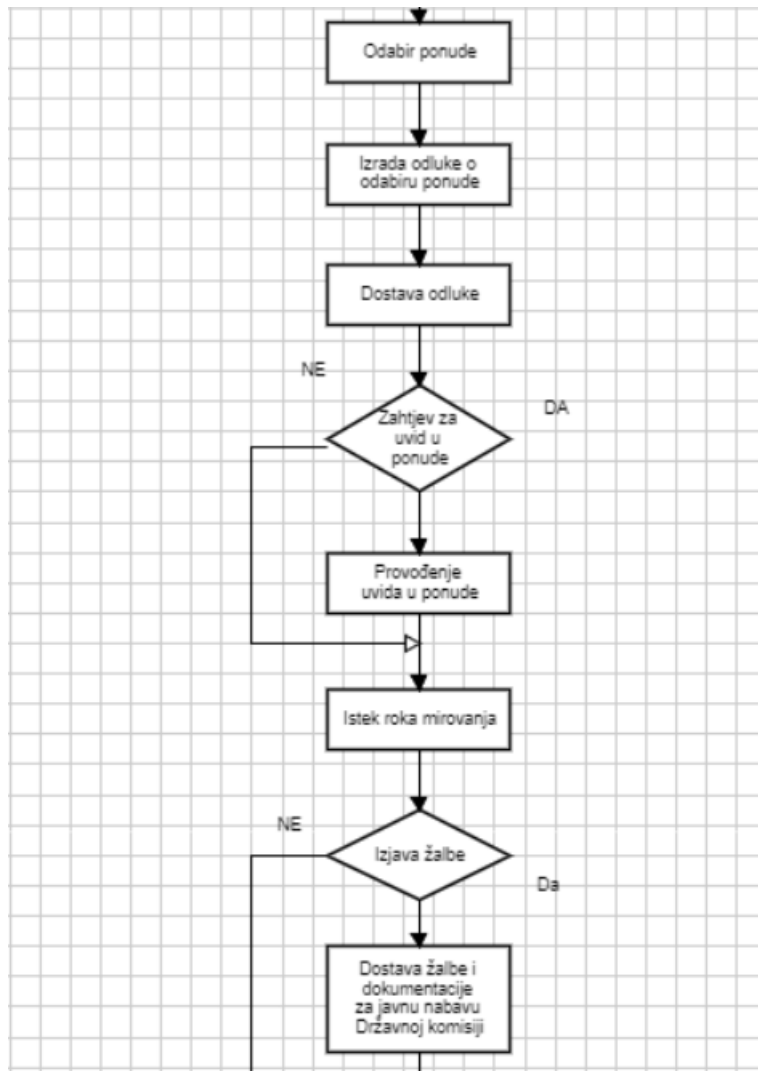 Odabir ponude
Izrada odluke o
odabiru ponude
Dostava odluke
NE
DA
Zahtjev za
uvid u
ponude
Provođenje
uvida u ponude
Istek roka mirovanja
NE
Izjava žalbe
Da
Dostava žalbe i
dokumentacije
za javnu nabavu
Državnoj komisiji